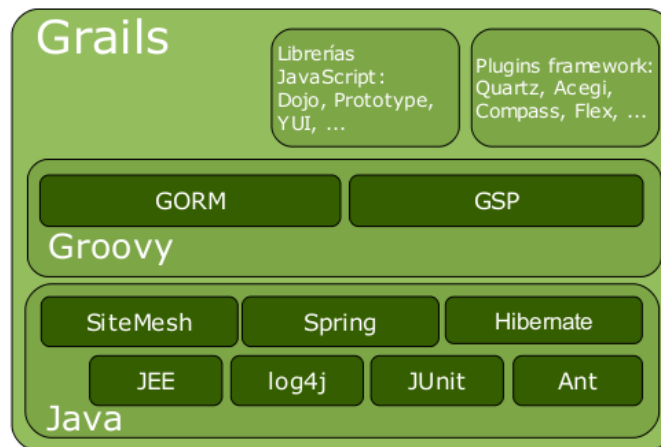 Grails
Librerías
JavaScript:
Dojo, Prototype,
YUI, ...
Plugins framework:
Quartz, Acegi,
Compass, Flex, ...
GORM
GSP
Groovy
SiteMesh
Spring
Hibernate
JEE
log4j
JUnit
Ant
Java